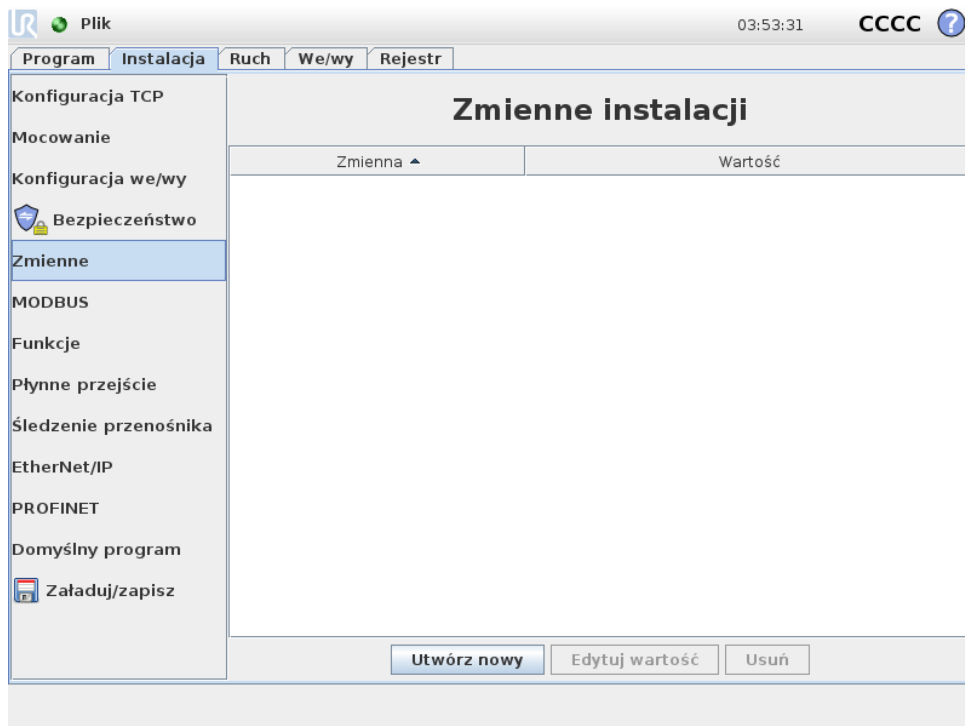 UR Plik 03:53:31 CCCC ?
Program Instalacja Ruch We/wy Rejestr
Konfiguracja TCP
Mocowanie
Konfiguracja we/wy
Bezpieczeństwo
Zmienne
MODBUS
Funkcje
Płynne przejście
Śledzenie przenośnika
EtherNet/IP
PROFINET
Domyślny program
Załaduj/zapisz
Zmienne instalacji
Zmienna Wartość
Utwórz nowy Edytuj wartość Usuń